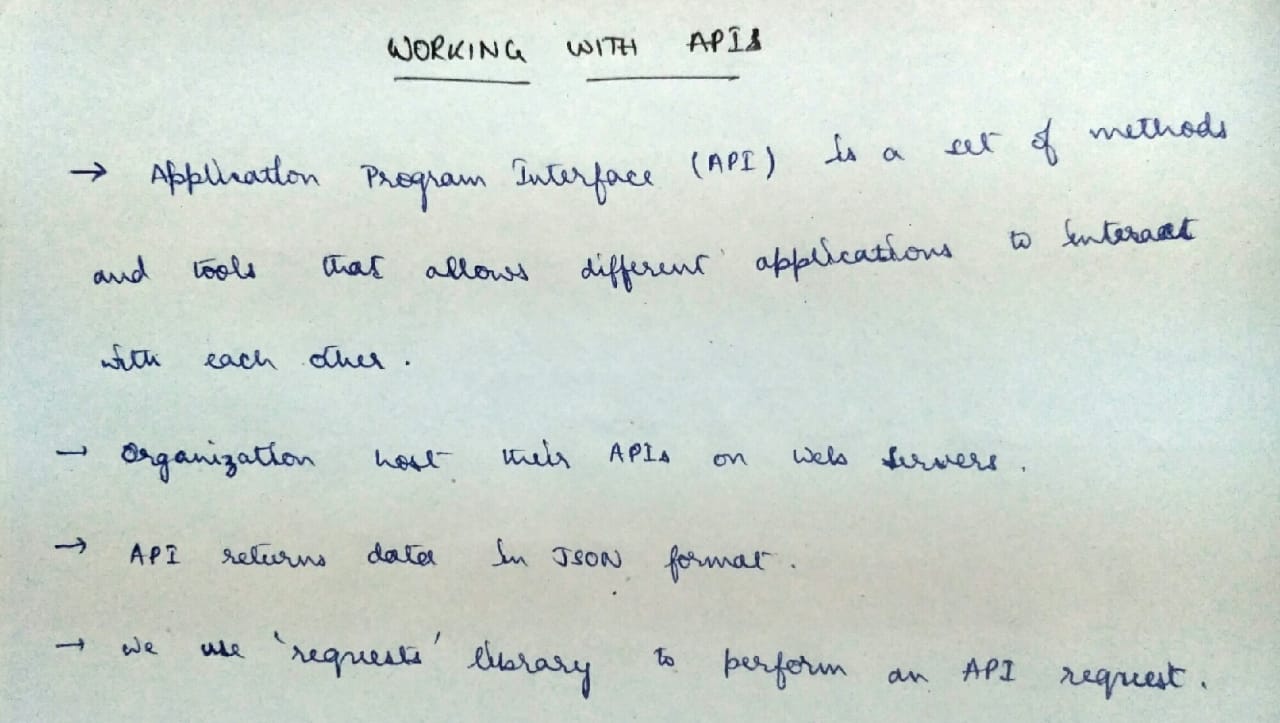 WORKING WITH APIs
→ Application Program Interface (API) is a set of methods
and tools that allows different applications to interact
with each other.
→ Organization host their APIs on web servers.
→ API returns data in JSON format.
→ We use 'requests' library to perform an API request.